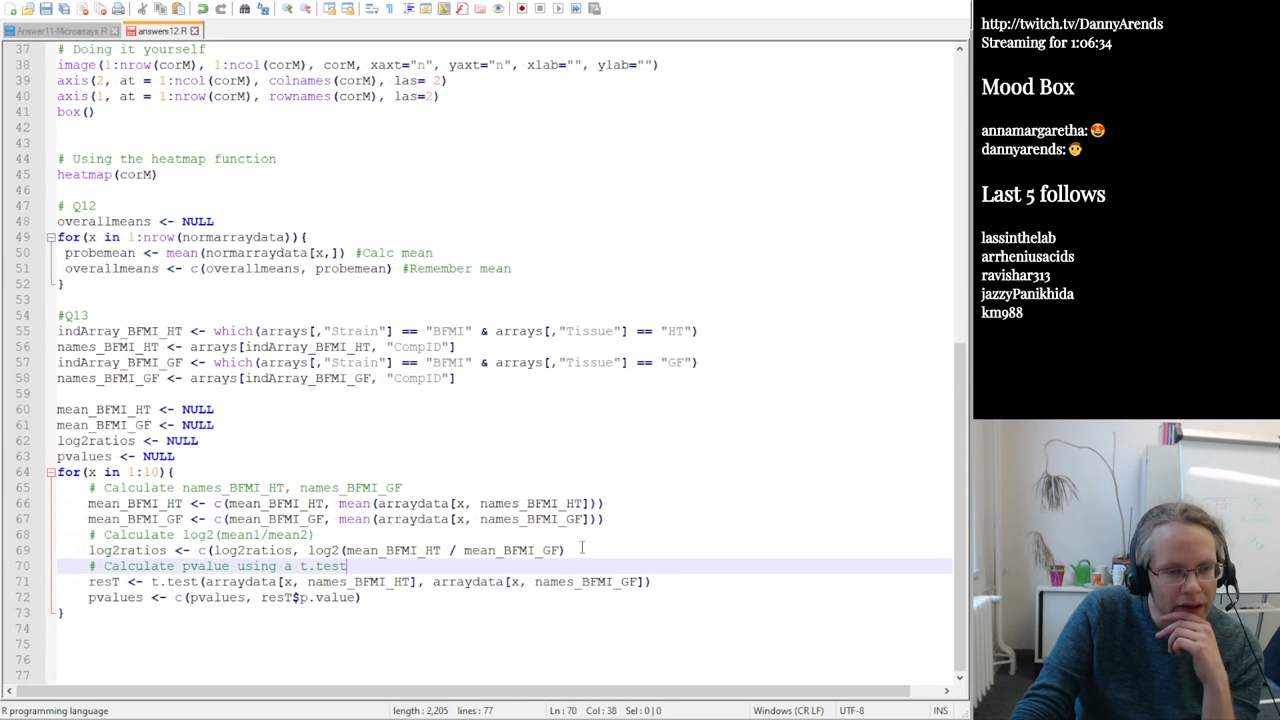 Answer11-Microarrays.R
answers12.R
37 # Doing it yourself
38 image(1:nrow(corM), 1:ncol(corM), corM, xaxt="n", yaxt="n", xlab="", ylab="")
39 axis(2, at = 1:ncol(corM), colnames(corM), las= 2)
40 axis(1, at = 1:nrow(corM), rownames(corM), las=2)
41 box()
42
43
44 # Using the heatmap function
45 heatmap(corM)
46
47 # Q12
48 overallmeans <- NULL
49 for(x in 1:nrow(normarraydata)){
50 probemean <- mean(normarraydata[x,]) #Calc mean
51 overallmeans <- c(overallmeans, probemean) #Remember mean
52 }
53
54 #Q13
55 indArray_BFMI_HT <- which(arrays[,"Strain"] == "BFMI" & arrays[,"Tissue"] == "HT")
56 names_BFMI_HT <- arrays[indArray_BFMI_HT, "CompID"]
57 indArray_BFMI_GF <- which(arrays[,"Strain"] == "BFMI" & arrays[,"Tissue"] == "GF")
58 names_BFMI_GF <- arrays[indArray_BFMI_GF, "CompID"]
59
60 mean_BFMI_HT <- NULL
61 mean_BFMI_GF <- NULL
62 log2ratios <- NULL
63 pvalues <- NULL
64 for(x in 1:10){
65 # Calculate names_BFMI_HT, names_BFMI_GF
66 mean_BFMI_HT <- c(mean_BFMI_HT, mean(arraydata[x, names_BFMI_HT]))
67 mean_BFMI_GF <- c(mean_BFMI_GF, mean(arraydata[x, names_BFMI_GF]))
68 # Calculate log2(mean1/mean2)
69 log2ratios <- c(log2ratios, log2(mean_BFMI_HT / mean_BFMI_GF)
70 # Calculate pvalue using a t.test
71 resT <- t.test(arraydata[x, names_BFMI_HT], arraydata[x, names_BFMI_GF])
72 pvalues <- c(pvalues, resT$p.value)
73 }
74
75
76
77
R programming language
length : 2,205 lines : 77
Ln : 70 Col : 38 Sel : 0 | 0
Windows (CR LF)
UTF-8
INS
http://twitch.tv/DannyArends
Streaming for 1:06:34
Mood Box
annamargaretha: 😍
dannyarends: 👨
Last 5 follows
lassinthelab
arrheniusacids
ravishar313
jazzyPanikhida
km988